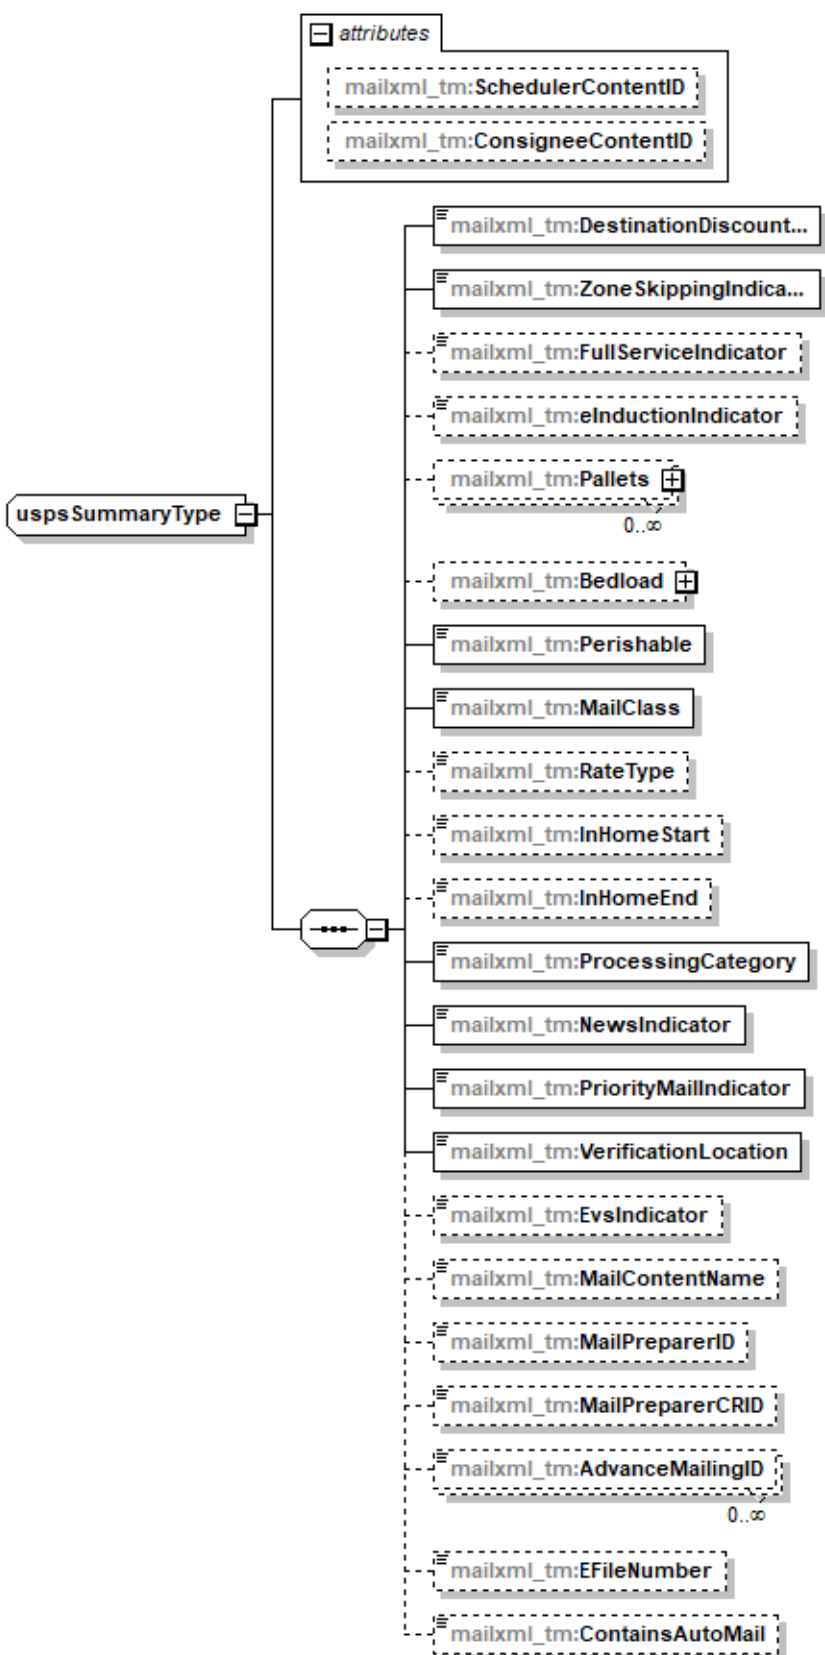 attributes
mailxml_tm:SchedulerContentID
mailxml_tm:ConsigneeContentID
mailxml_tm:DestinationDiscount...
mailxml_tm:ZoneSkippingIndica...
mailxml_tm:FullServiceIndicator
mailxml_tm:eInductionIndicator
mailxml_tm:Pallets
0..∞
uspsSummaryType
mailxml_tm:Bedload
mailxml_tm:Perishable
mailxml_tm:MailClass
mailxml_tm:RateType
mailxml_tm:InHomeStart
mailxml_tm:InHomeEnd
mailxml_tm:ProcessingCategory
mailxml_tm:NewsIndicator
mailxml_tm:PriorityMailIndicator
mailxml_tm:VerificationLocation
mailxml_tm:EvsIndicator
mailxml_tm:MailContentName
mailxml_tm:MailPreparerID
mailxml_tm:MailPreparerCRID
mailxml_tm:AdvanceMailingID
0..∞
mailxml_tm:EFileNumber
mailxml_tm:ContainsAutoMail